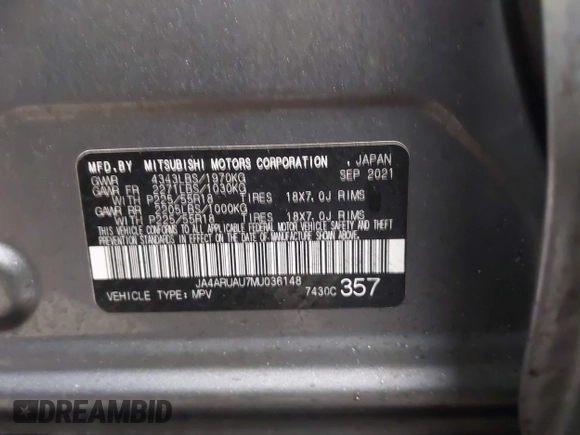 MFD.BY MITSUBISHI MOTORS CORPORATION , JAPAN
GVWR 4343LBS/1970KG SEP 2021
GAWR FR 2271LBS/1030KG
WITH P225/55R18 TIRES 18X7.0J RIMS
GAWR RR 2205LBS/1000KG
WITH P225/55R18 TIRES 18X7.0J RIMS
THIS VEHICLE CONFORMS TO ALL APPLICABLE
FEDERAL MOTOR VEHICLE SAFETY AND THEFT
PREVENTION STANDARDS IN EFFECT ON THE
DATE OF MANUFACTURE SHOWN ABOVE.
JA4ARUAU7MU036148
VEHICLE TYPE: MPV 7430C 357
DREAMBID